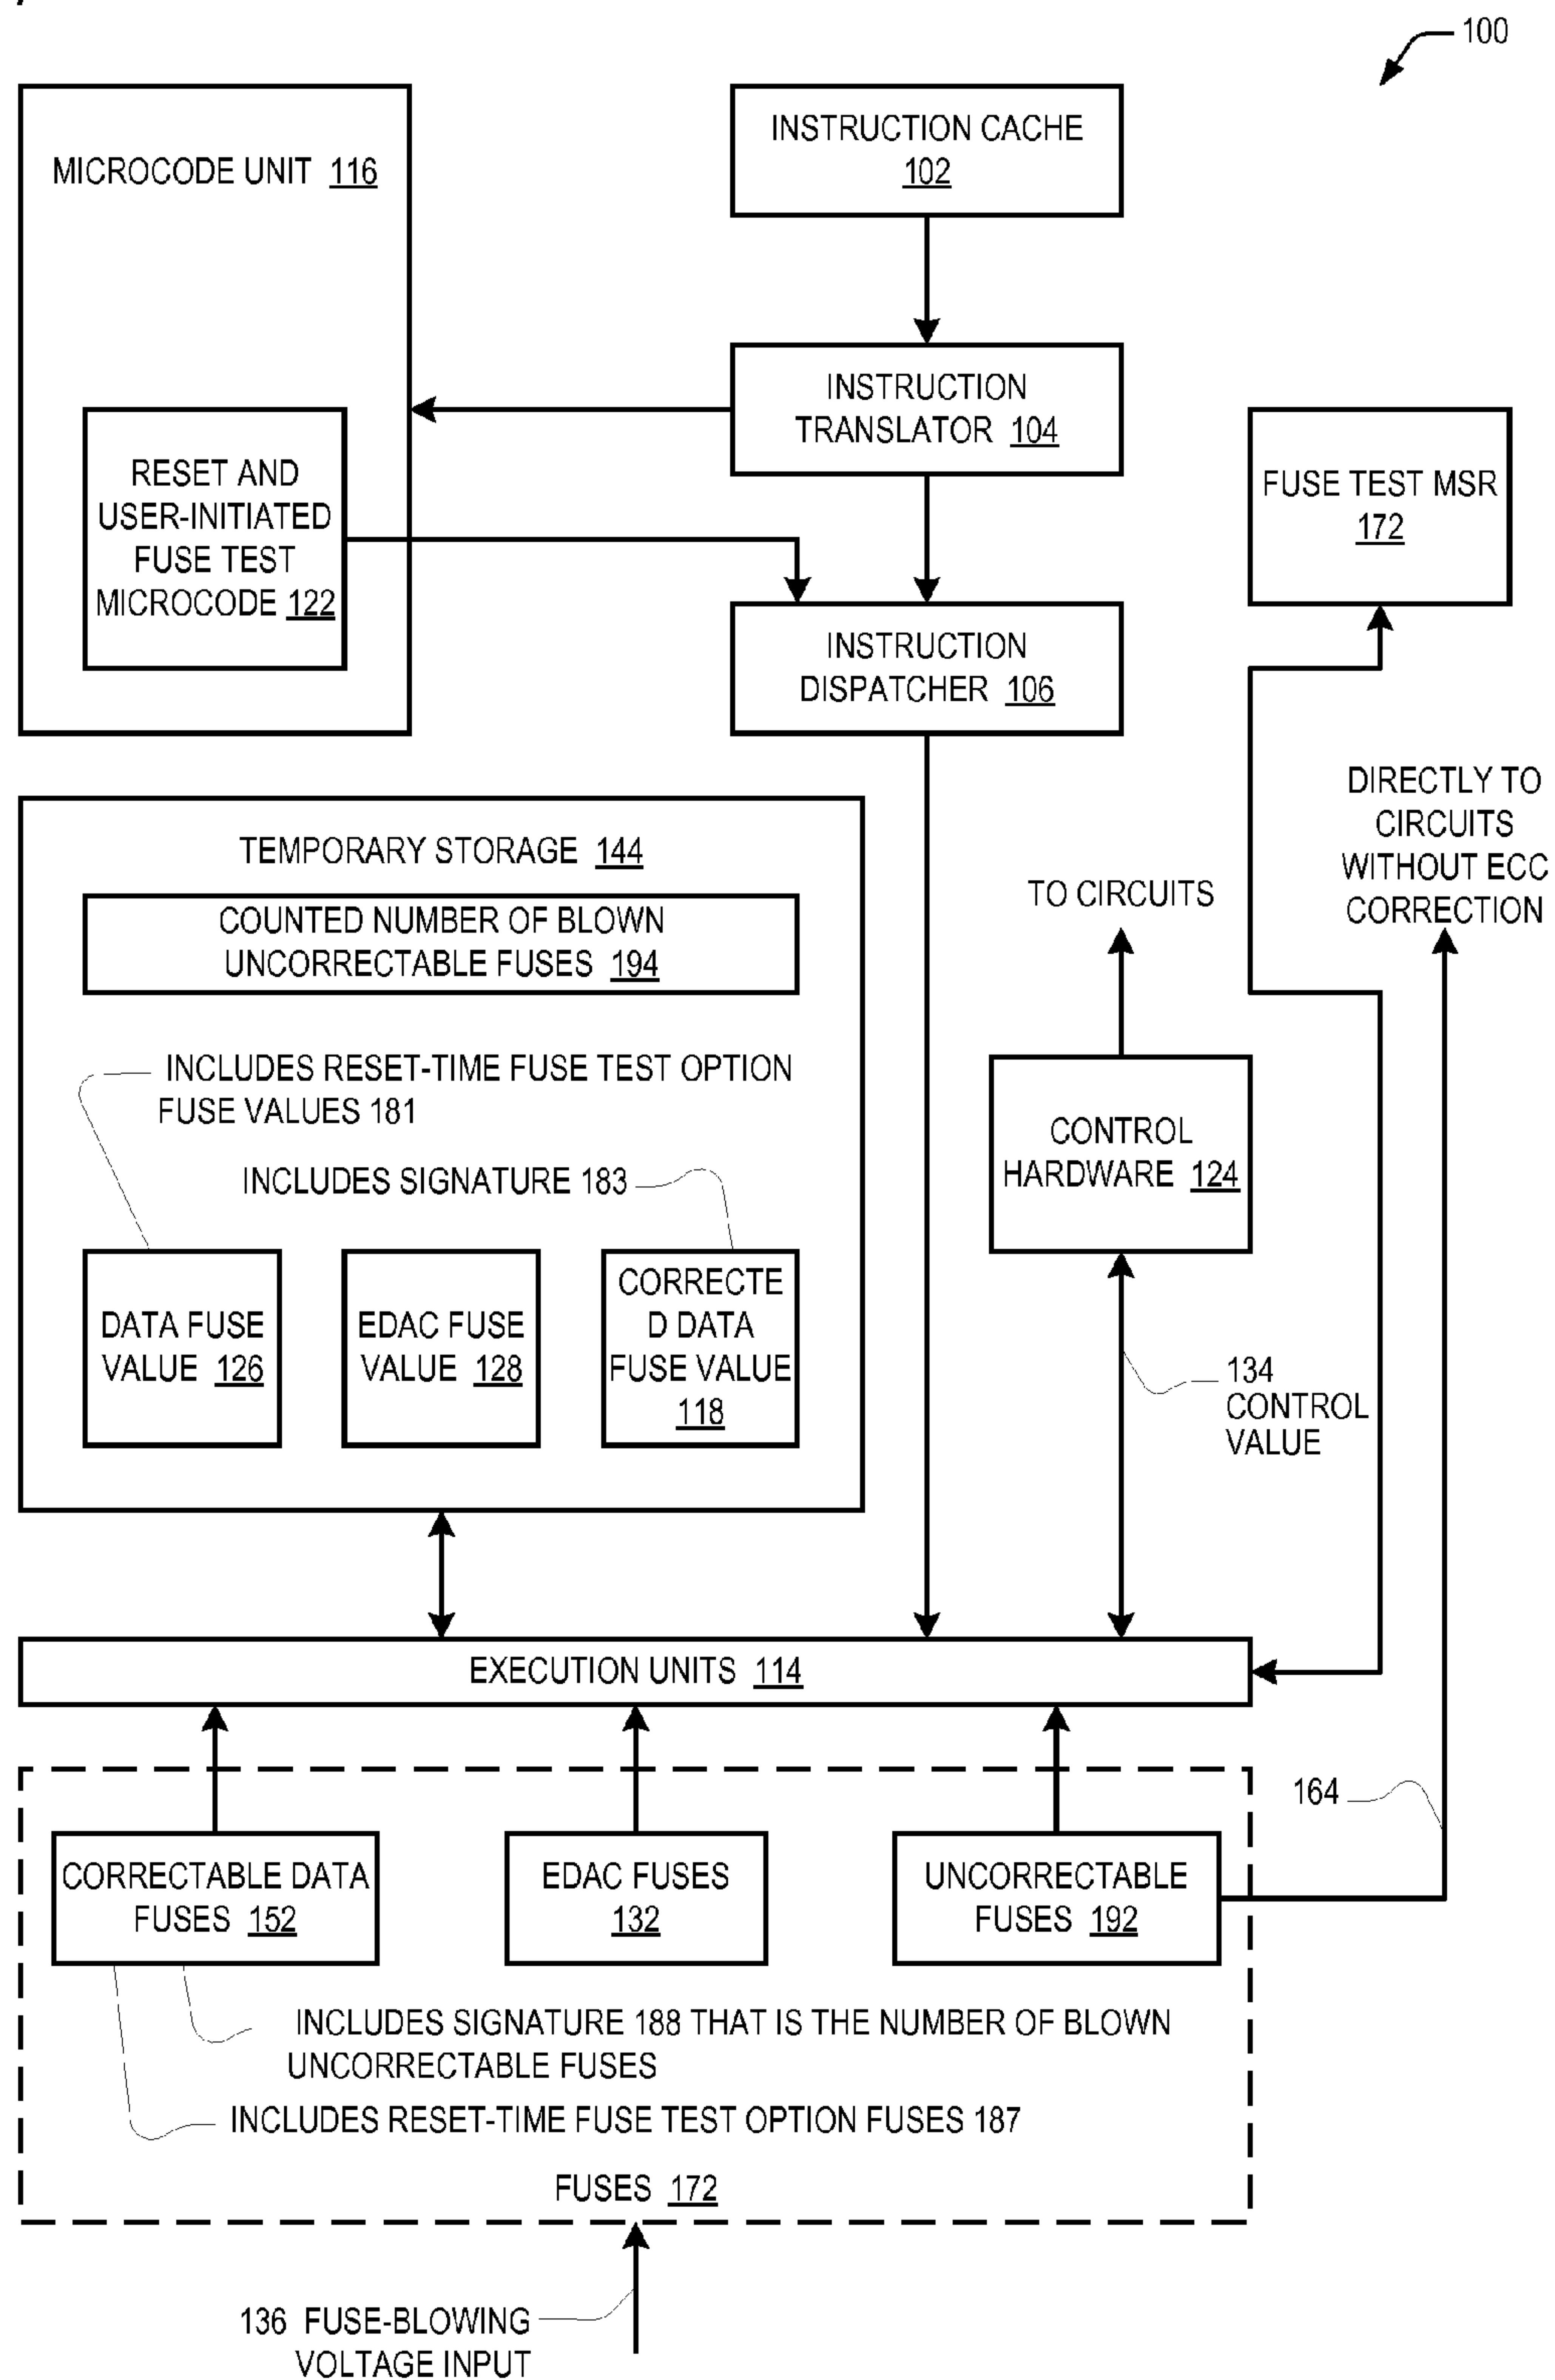 100
MICROCODE UNIT 116
INSTRUCTION CACHE
102
INSTRUCTION
TRANSLATOR 104
RESET AND
USER-INITIATED
FUSE TEST
MICROCODE 122
FUSE TEST MSR
172
INSTRUCTION
DISPATCHER 106
DIRECTLY TO
CIRCUITS
WITHOUT ECC
CORRECTION
TEMPORARY STORAGE 144
COUNTED NUMBER OF BLOWN
UNCORRECTABLE FUSES 194
TO CIRCUITS
INCLUDES RESET-TIME FUSE TEST OPTION
FUSE VALUES 181
INCLUDES SIGNATURE 183
CONTROL
HARDWARE 124
DATA FUSE
VALUE 126
EDAC FUSE
VALUE 128
CORRECTE
D DATA
FUSE VALUE
118
134
CONTROL
VALUE
EXECUTION UNITS 114
164
CORRECTABLE DATA
FUSES 152
EDAC FUSES
132
UNCORRECTABLE
FUSES 192
INCLUDES SIGNATURE 188 THAT IS THE NUMBER OF BLOWN
UNCORRECTABLE FUSES
INCLUDES RESET-TIME FUSE TEST OPTION FUSES 187
FUSES 172
136 FUSE-BLOWING
VOLTAGE INPUT